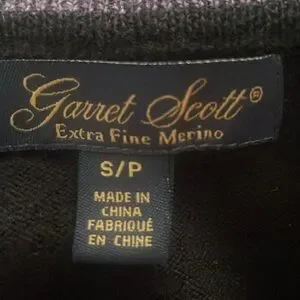 Garret Scott®
Extra Fine Merino
S/P
MADE IN
CHINA
FABRIQUÉ
EN CHINE